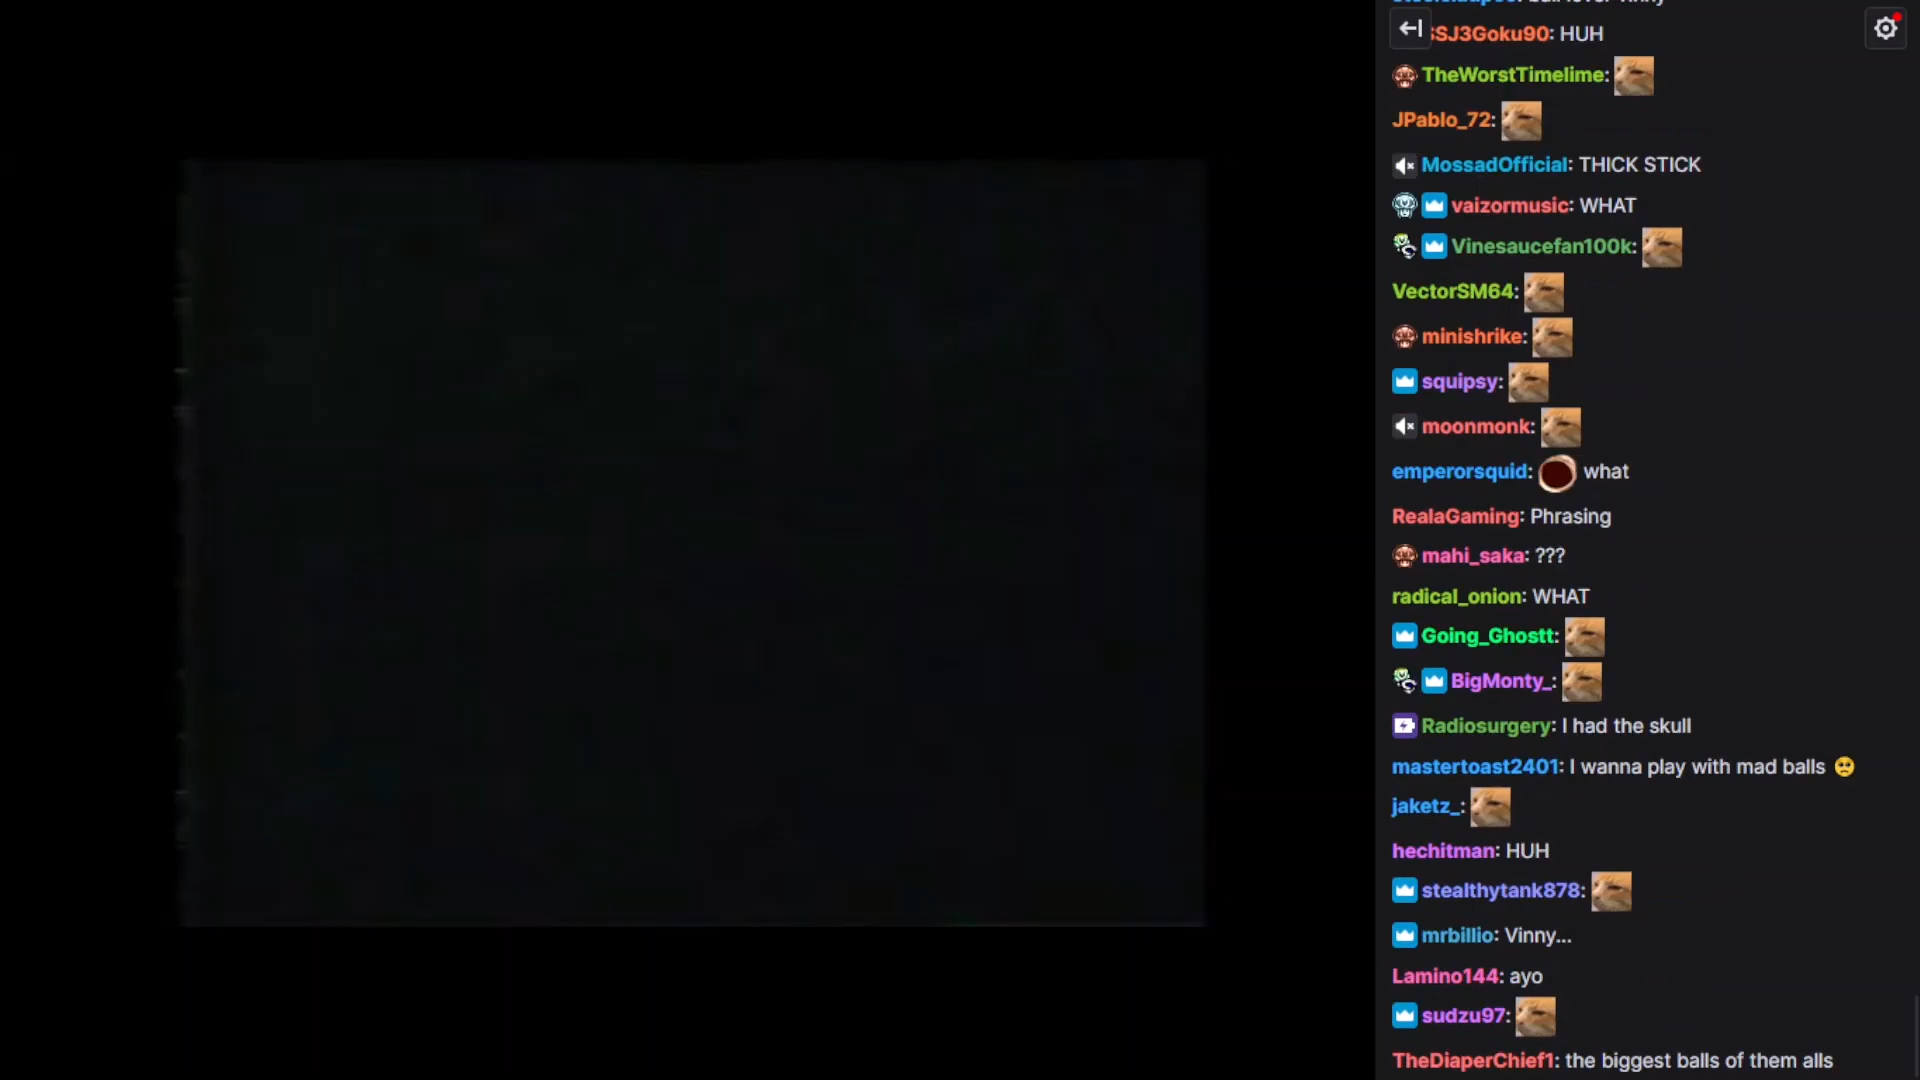 SSJ3Goku90: HUH
TheWorstTimelime:
JPablo_72:
MossadOfficial: THICK STICK
vaizormusic: WHAT
Vinesaucefan100k:
VectorSM64:
minishrike:
squipsy:
moonmonk:
emperorsquid: what
RealaGaming: Phrasing
mahi_saka: ???
radical_onion: WHAT
Going_Ghostt:
BigMonty_:
Radiosurgery: I had the skull
mastertoast2401: I wanna play with mad balls 🥺
jaketz_:
hechitman: HUH
stealthytank878:
mrbillio: Vinny...
Lamino144: ayo
sudzu97:
TheDiaperChief1: the biggest balls of them alls